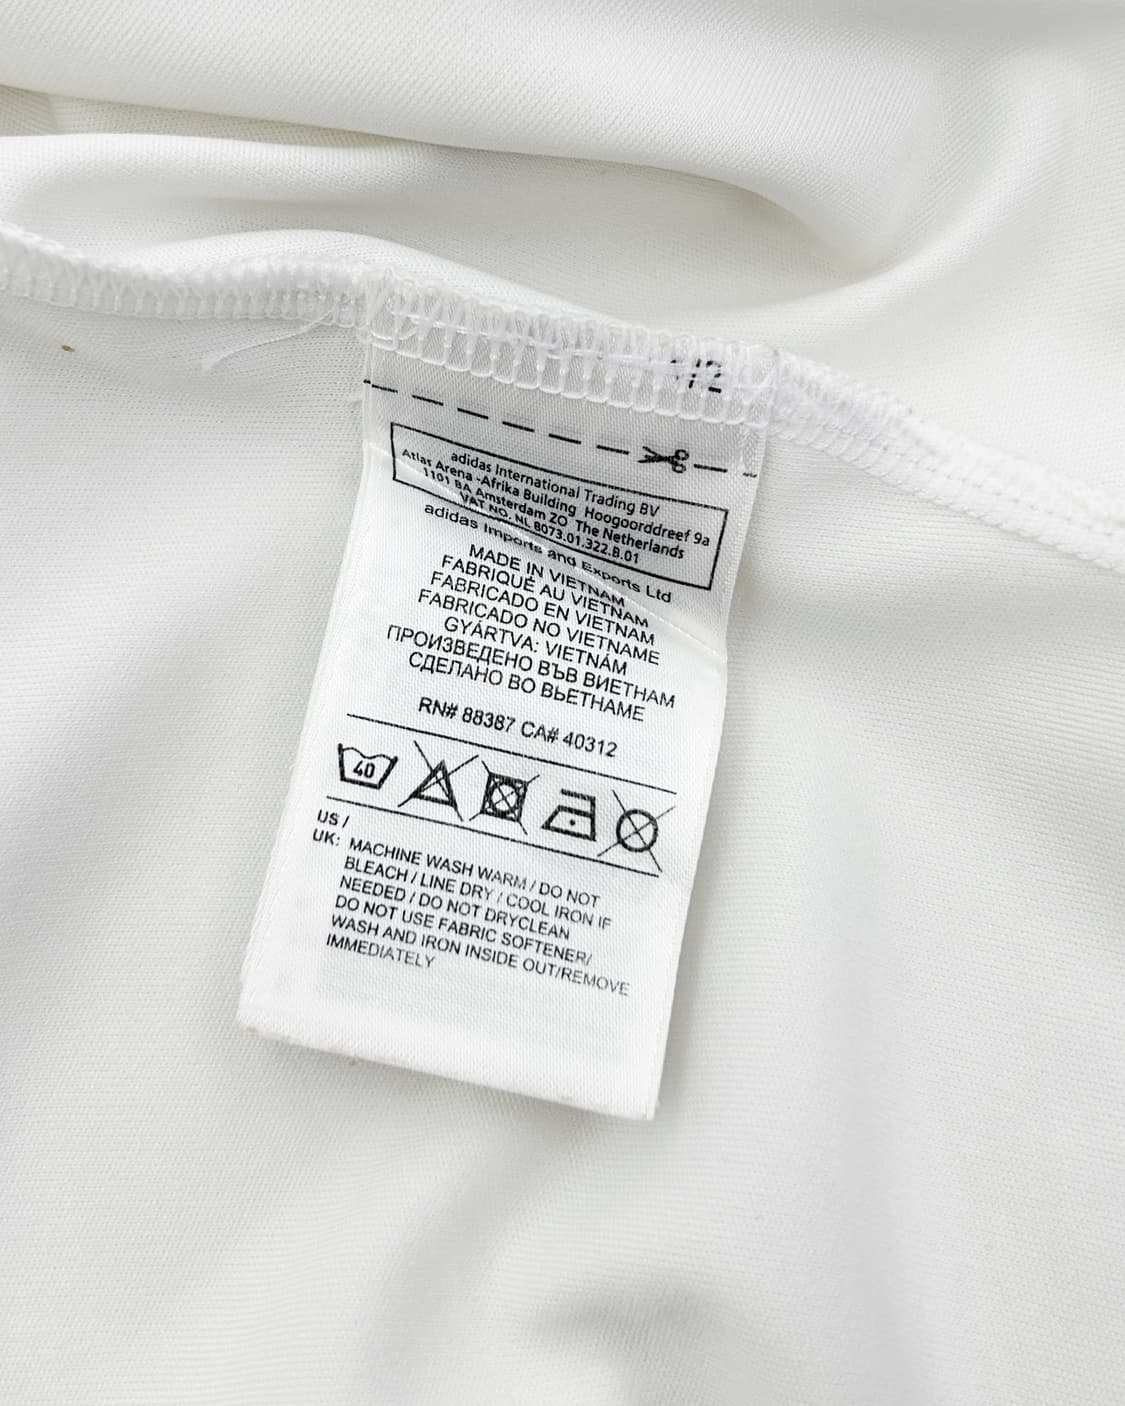 adidas International Trading BV
Atlas Arena -Afrika Building Hoogoorddreef 9a
1101 BA Amsterdam ZO The Netherlands
VAT NO. NL 8073.01.322.B.01
adidas Imports and Exports Ltd
MADE IN VIETNAM
FABRIQUÉ AU VIETNAM
FABRICADO EN VIETNAM
FABRICADO NO VIETNAME
GYÁRTVA: VIETNÁM
ПРОИЗВЕДЕНО ВЪВ ВИЕТНАМ
СДЕЛАНО ВО ВЬЕТНАМЕ
RN# 88387 CA# 40312
40
US /
UK: MACHINE WASH WARM / DO NOT
BLEACH / LINE DRY / COOL IRON IF
NEEDED / DO NOT DRYCLEAN
DO NOT USE FABRIC SOFTENER/
WASH AND IRON INSIDE OUT/REMOVE
IMMEDIATELY